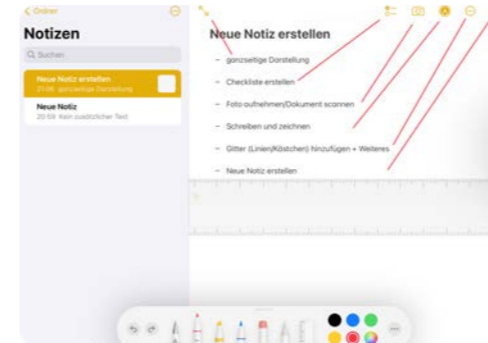 Ordner
Notizen
Suchen
Neue Notiz erstellen
21:06 ganzseitige Darstellung
Neue Notiz
20:59 Kein zusätzlicher Text
Neue Notiz erstellen
– ganzseitige Darstellung
– Checkliste erstellen
– Foto aufnehmen/Dokument scannen
– Schreiben und zeichnen
– Gitter (Linien/Kästchen) hinzufügen + Weiteres
– Neue Notiz erstellen